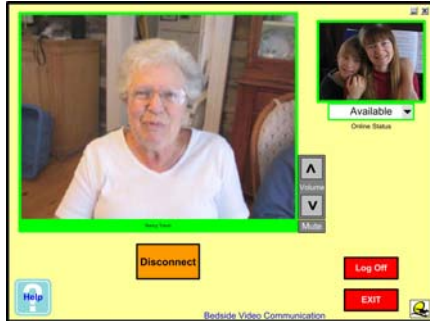 Available
Online Status
Volume
Mute
Disconnect
Log Off
Help
EXIT
Bedside Video Communication